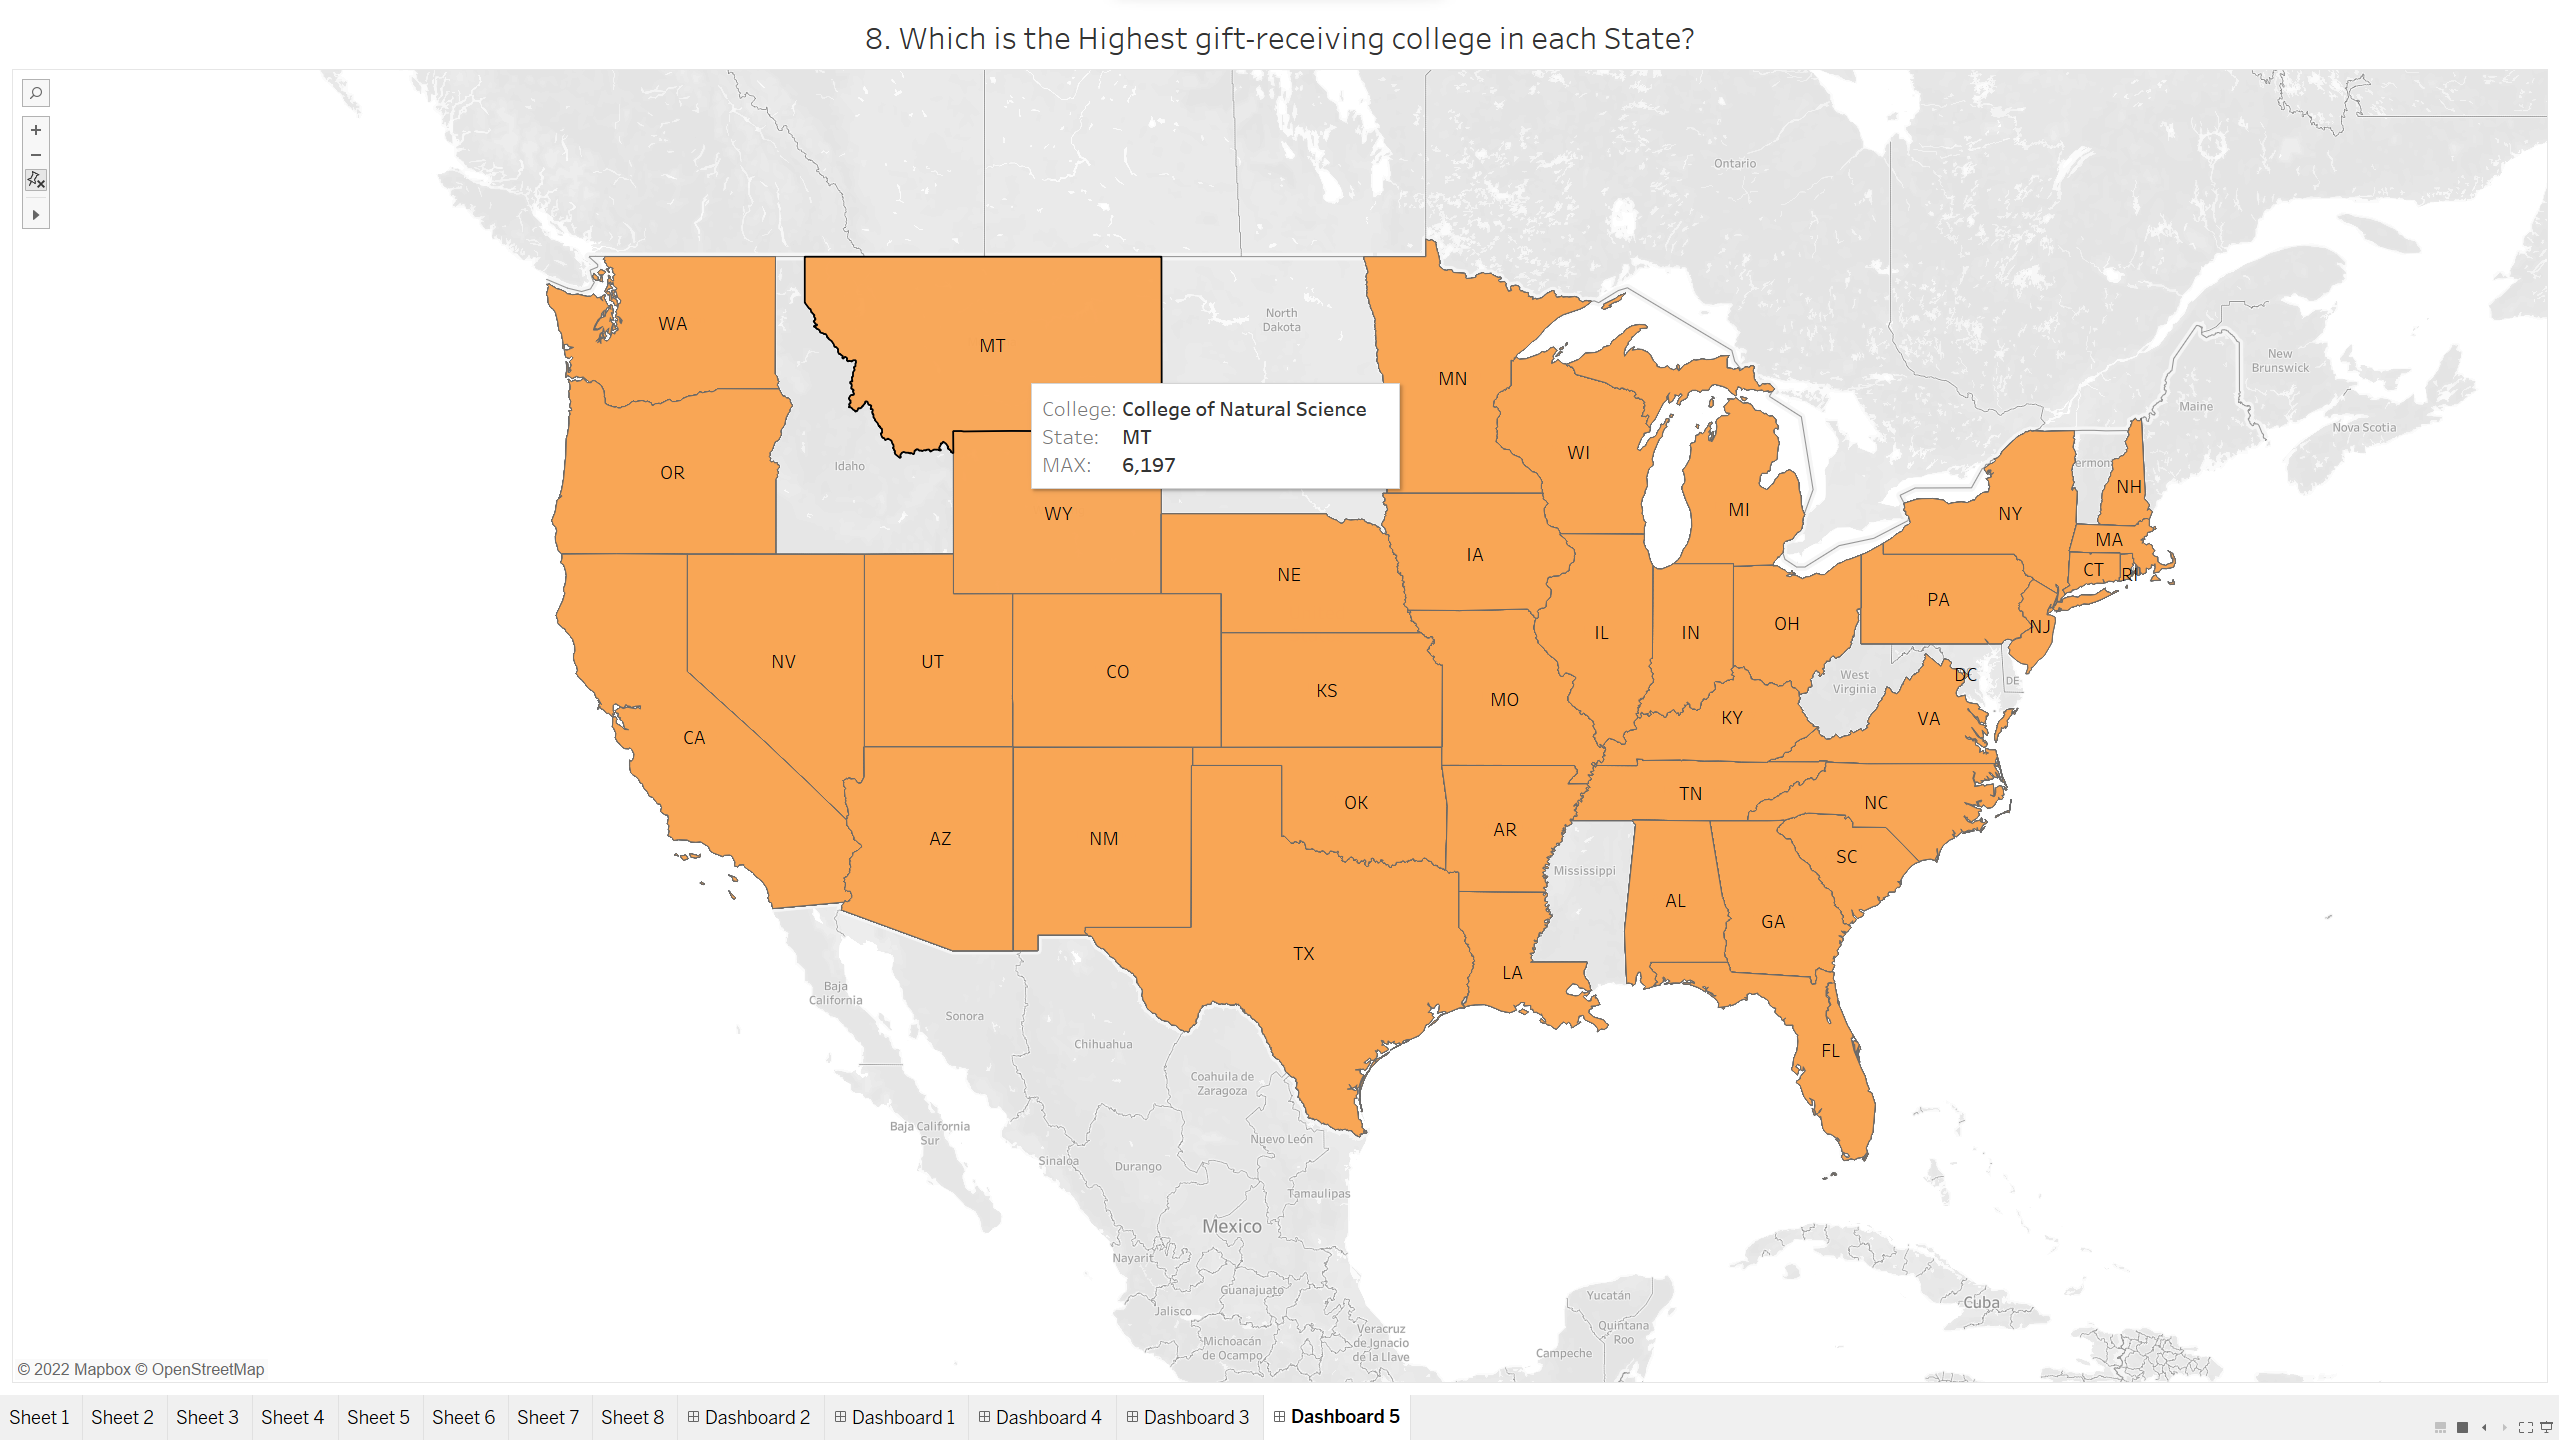 8. Which is the Highest gift-receiving college in each State?
Ontario
WA
MT
North
Dakota
MN
New
Brunswick
Maine
Nova Scotia
College: College of Natural Science
State: MT
MAX: 6,197
OR
Idaho
WI
MI
ermon
NH
NY
WY
MA
IA
NE
CT
RI
PA
IL
IN
OH
NJ
NV
UT
CO
KS
MO
West
Virginia
DC
DE
KY
VA
CA
TN
NC
OK
AR
AZ
NM
SC
Mississippi
AL
GA
TX
LA
Baja
California
Sonora
Chihuahua
FL
Coahuila de
Zaragoza
Baja California
Sur
Nuevo León
Sinaloa
Durango
Tamaulipas
Mexico
Nayarit
Guanajuato
Jalisco
Yucatán
Cuba
Quintana
Roo
Michoacán
de Ocampo
Veracruz
de Ignacio
de la Llave
Campeche
© 2022 Mapbox © OpenStreetMap
Sheet 1 Sheet 2 Sheet 3 Sheet 4 Sheet 5 Sheet 6 Sheet 7 Sheet 8 Dashboard 2 Dashboard 1 Dashboard 4 Dashboard 3 Dashboard 5